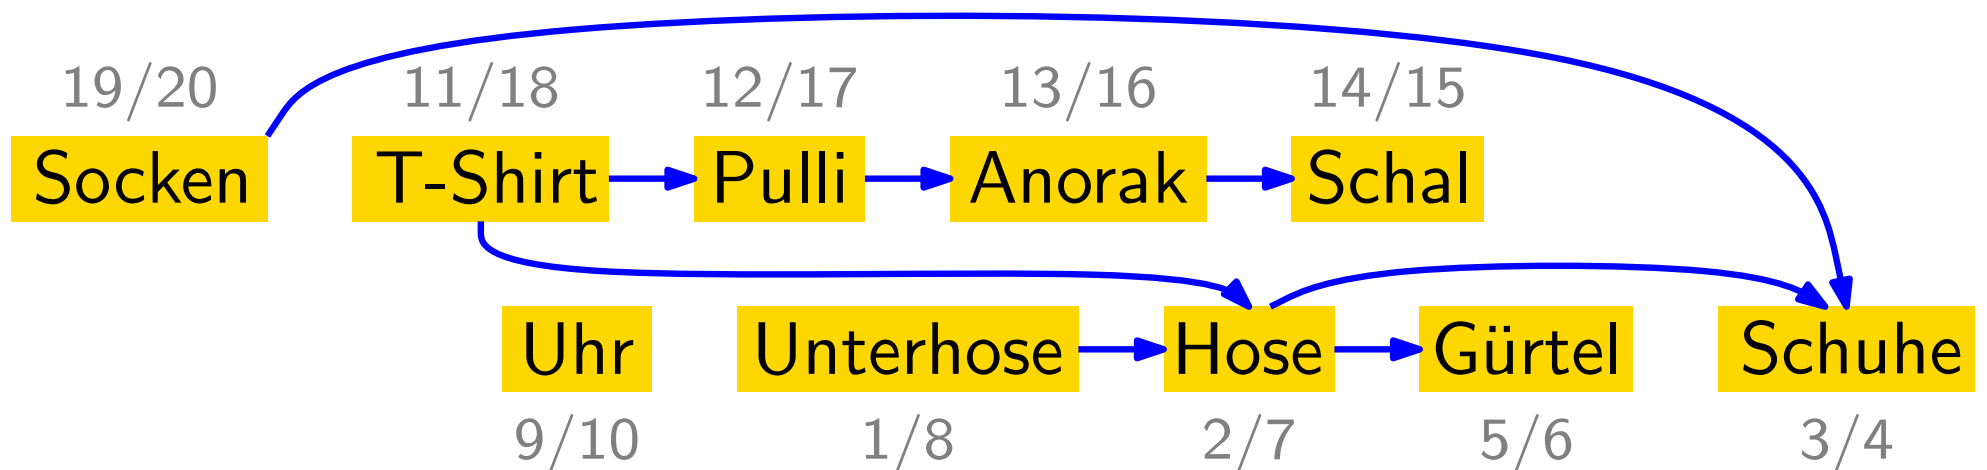 19/20 11/18 12/17 13/16 14/15
Socken T-Shirt Pulli Anorak Schal
Uhr Unterhose Hose Gürtel Schuhe
9/10 1/8 2/7 5/6 3/4